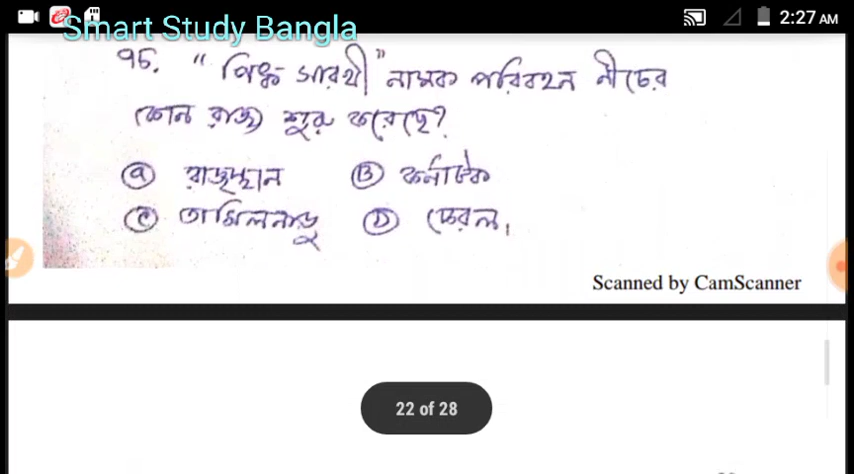 Smart Study Bangla
2:27 AM
৭৮. "পিঙ্ক সারথী" নামক পরিবহন নীচের
কোন রাজ্য শুরু করেছে?
(a) রাজস্থান (B) কর্নাটক
(c) তামিলনাড়ু (D) কেরল।
Scanned by CamScanner
22 of 28